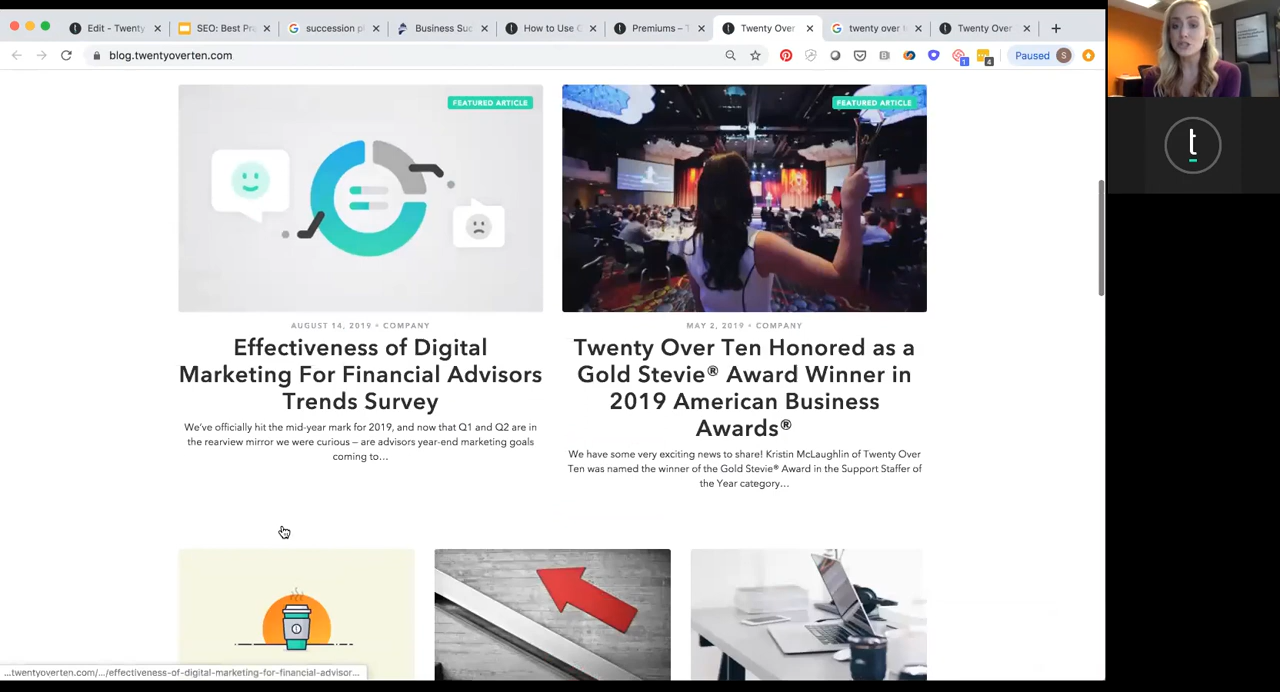 Edit - Twenty
SEO: Best Pre
succession pl
Business Suc
How to Use G
Premiums – T
Twenty Over
twenty over t
Twenty Over
blog.twentyoverten.com
1
4
Paused
S
t
FEATURED ARTICLE
FEATURED ARTICLE
AUGUST 14, 2019 • COMPANY
Effectiveness of Digital
Marketing For Financial Advisors
Trends Survey
We've officially hit the mid-year mark for 2019, and now that Q1 and Q2 are in
the rearview mirror we were curious – are advisors year-end marketing goals
coming to…
MAY 2, 2019 • COMPANY
Twenty Over Ten Honored as a
Gold Stevie® Award Winner in
2019 American Business
Awards®
We have some very exciting news to share! Kristin McLaughlin of Twenty Over
Ten was named the winner of the Gold Stevie® Award in the Support Staffer of
the Year category…
...twentyoverten.com/.../effectiveness-of-digital-marketing-for-financial-advisor...